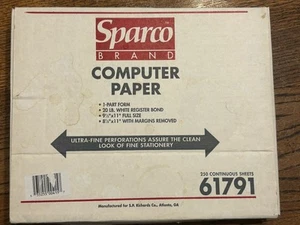 Sparco
BRAND
COMPUTER
PAPER
• 1-PART FORM
• 20 LB. WHITE REGISTER BOND
• 9½"x11" FULL SIZE
• 8½"x11" WITH MARGINS REMOVED
ULTRA-FINE PERFORATIONS ASSURE THE CLEAN
LOOK OF FINE STATIONERY
CONTINUOUS SHEETS
61791
Manufactured for S.P. Richards Co., Atlanta, GA